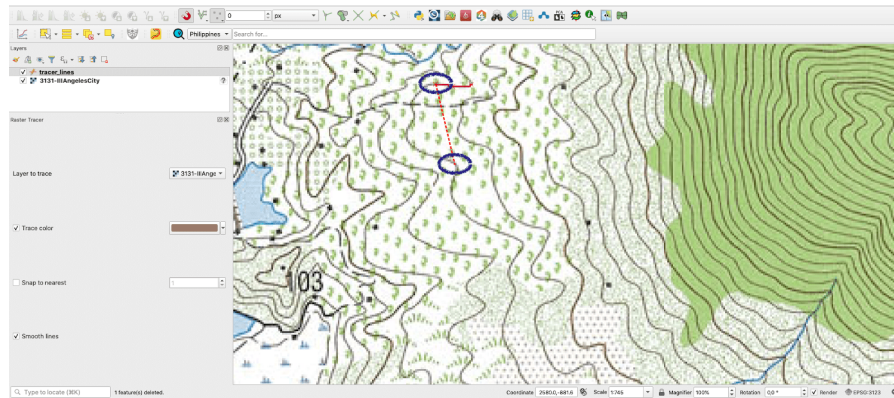 0 px
Philippines Search for...
Layers
tracer_lines
3131-IIIAngelesCity ?
Raster Tracer
Layer to trace 3131-IIIAnge
Trace color
Snap to nearest
Smooth lines
103
Type to locate (⌘K) 1 feature(s) deleted. Coordinate 2580.0,-881.6 Scale 1:745 Magnifier 100% Rotation 0.0 ° Render EPSG:3123